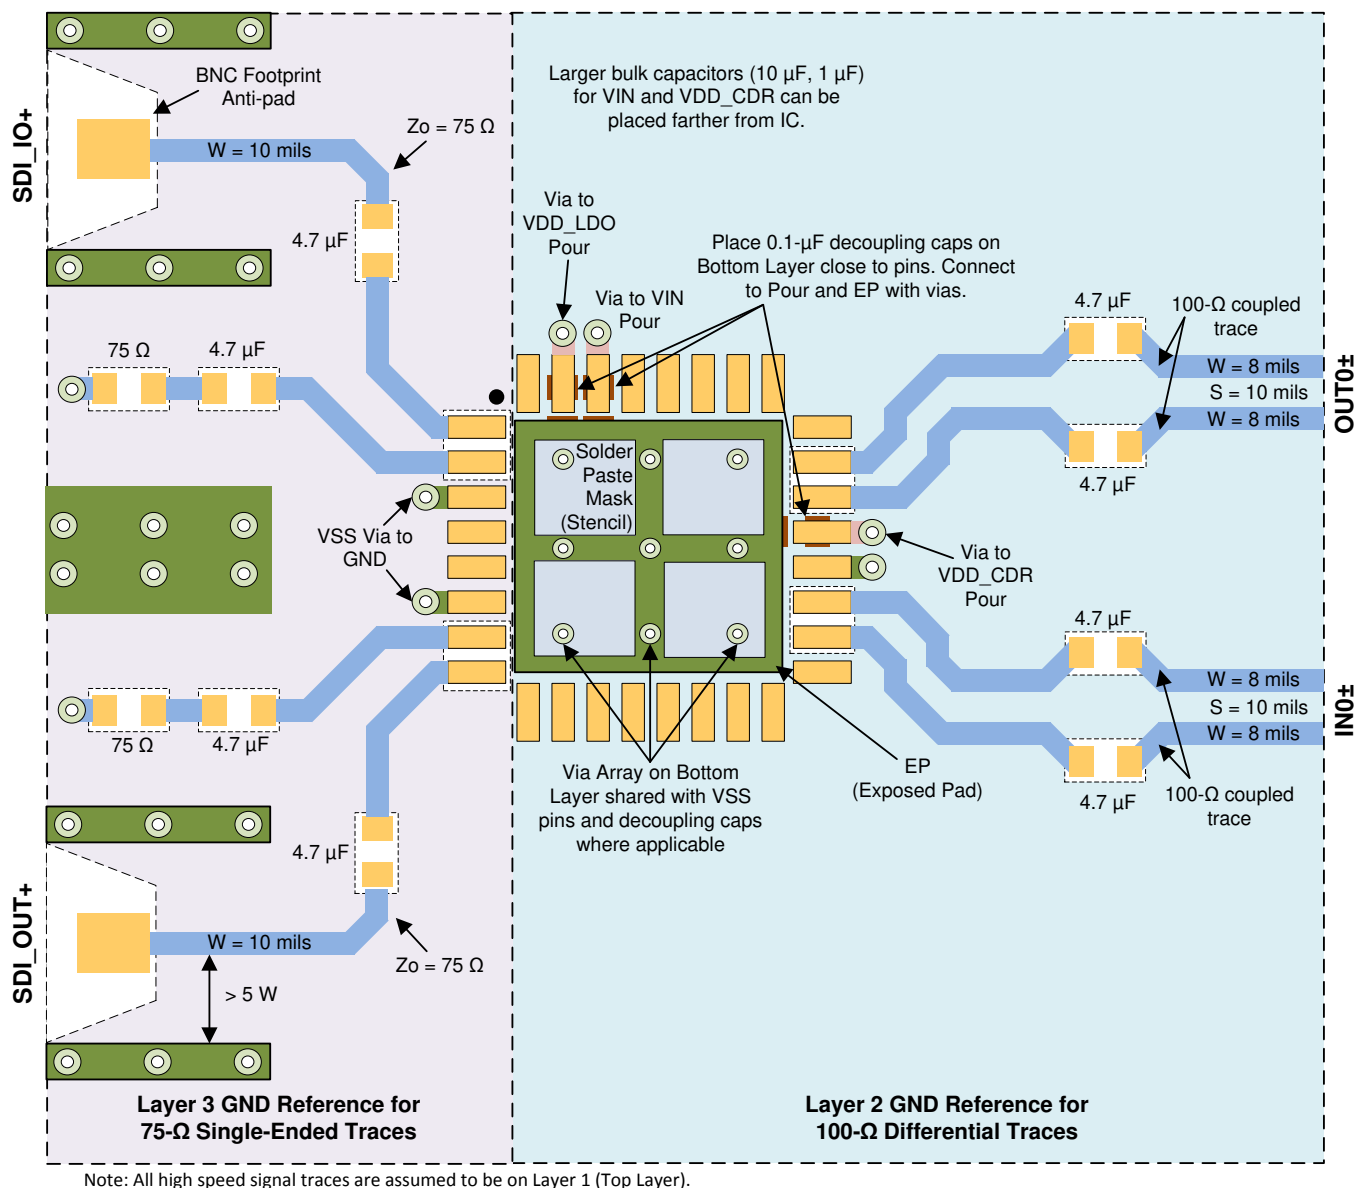 BNC Footprint
Anti-pad
SDI_IO+
W = 10 mils
Zo = 75 Ω
4.7 µF
75 Ω
4.7 µF
Larger bulk capacitors (10 µF, 1 µF)
for VIN and VDD_CDR can be
placed farther from IC.
Via to
VDD_LDO
Pour
Via to VIN
Pour
Place 0.1-µF decoupling caps on
Bottom Layer close to pins. Connect
to Pour and EP with vias.
4.7 µF
100-Ω coupled
trace
W = 8 mils
S = 10 mils
W = 8 mils
OUT0±
4.7 µF
Solder
Paste
Mask
(Stencil)
VSS Via to
GND
Via to
VDD_CDR
Pour
4.7 µF
W = 8 mils
S = 10 mils
W = 8 mils
IN0±
4.7 µF
100-Ω coupled
trace
75 Ω
4.7 µF
Via Array on Bottom
Layer shared with VSS
pins and decoupling caps
where applicable
EP
(Exposed Pad)
4.7 µF
SDI_OUT+
W = 10 mils
Zo = 75 Ω
> 5 W
Layer 3 GND Reference for
75-Ω Single-Ended Traces
Layer 2 GND Reference for
100-Ω Differential Traces
Note: All high speed signal traces are assumed to be on Layer 1 (Top Layer).